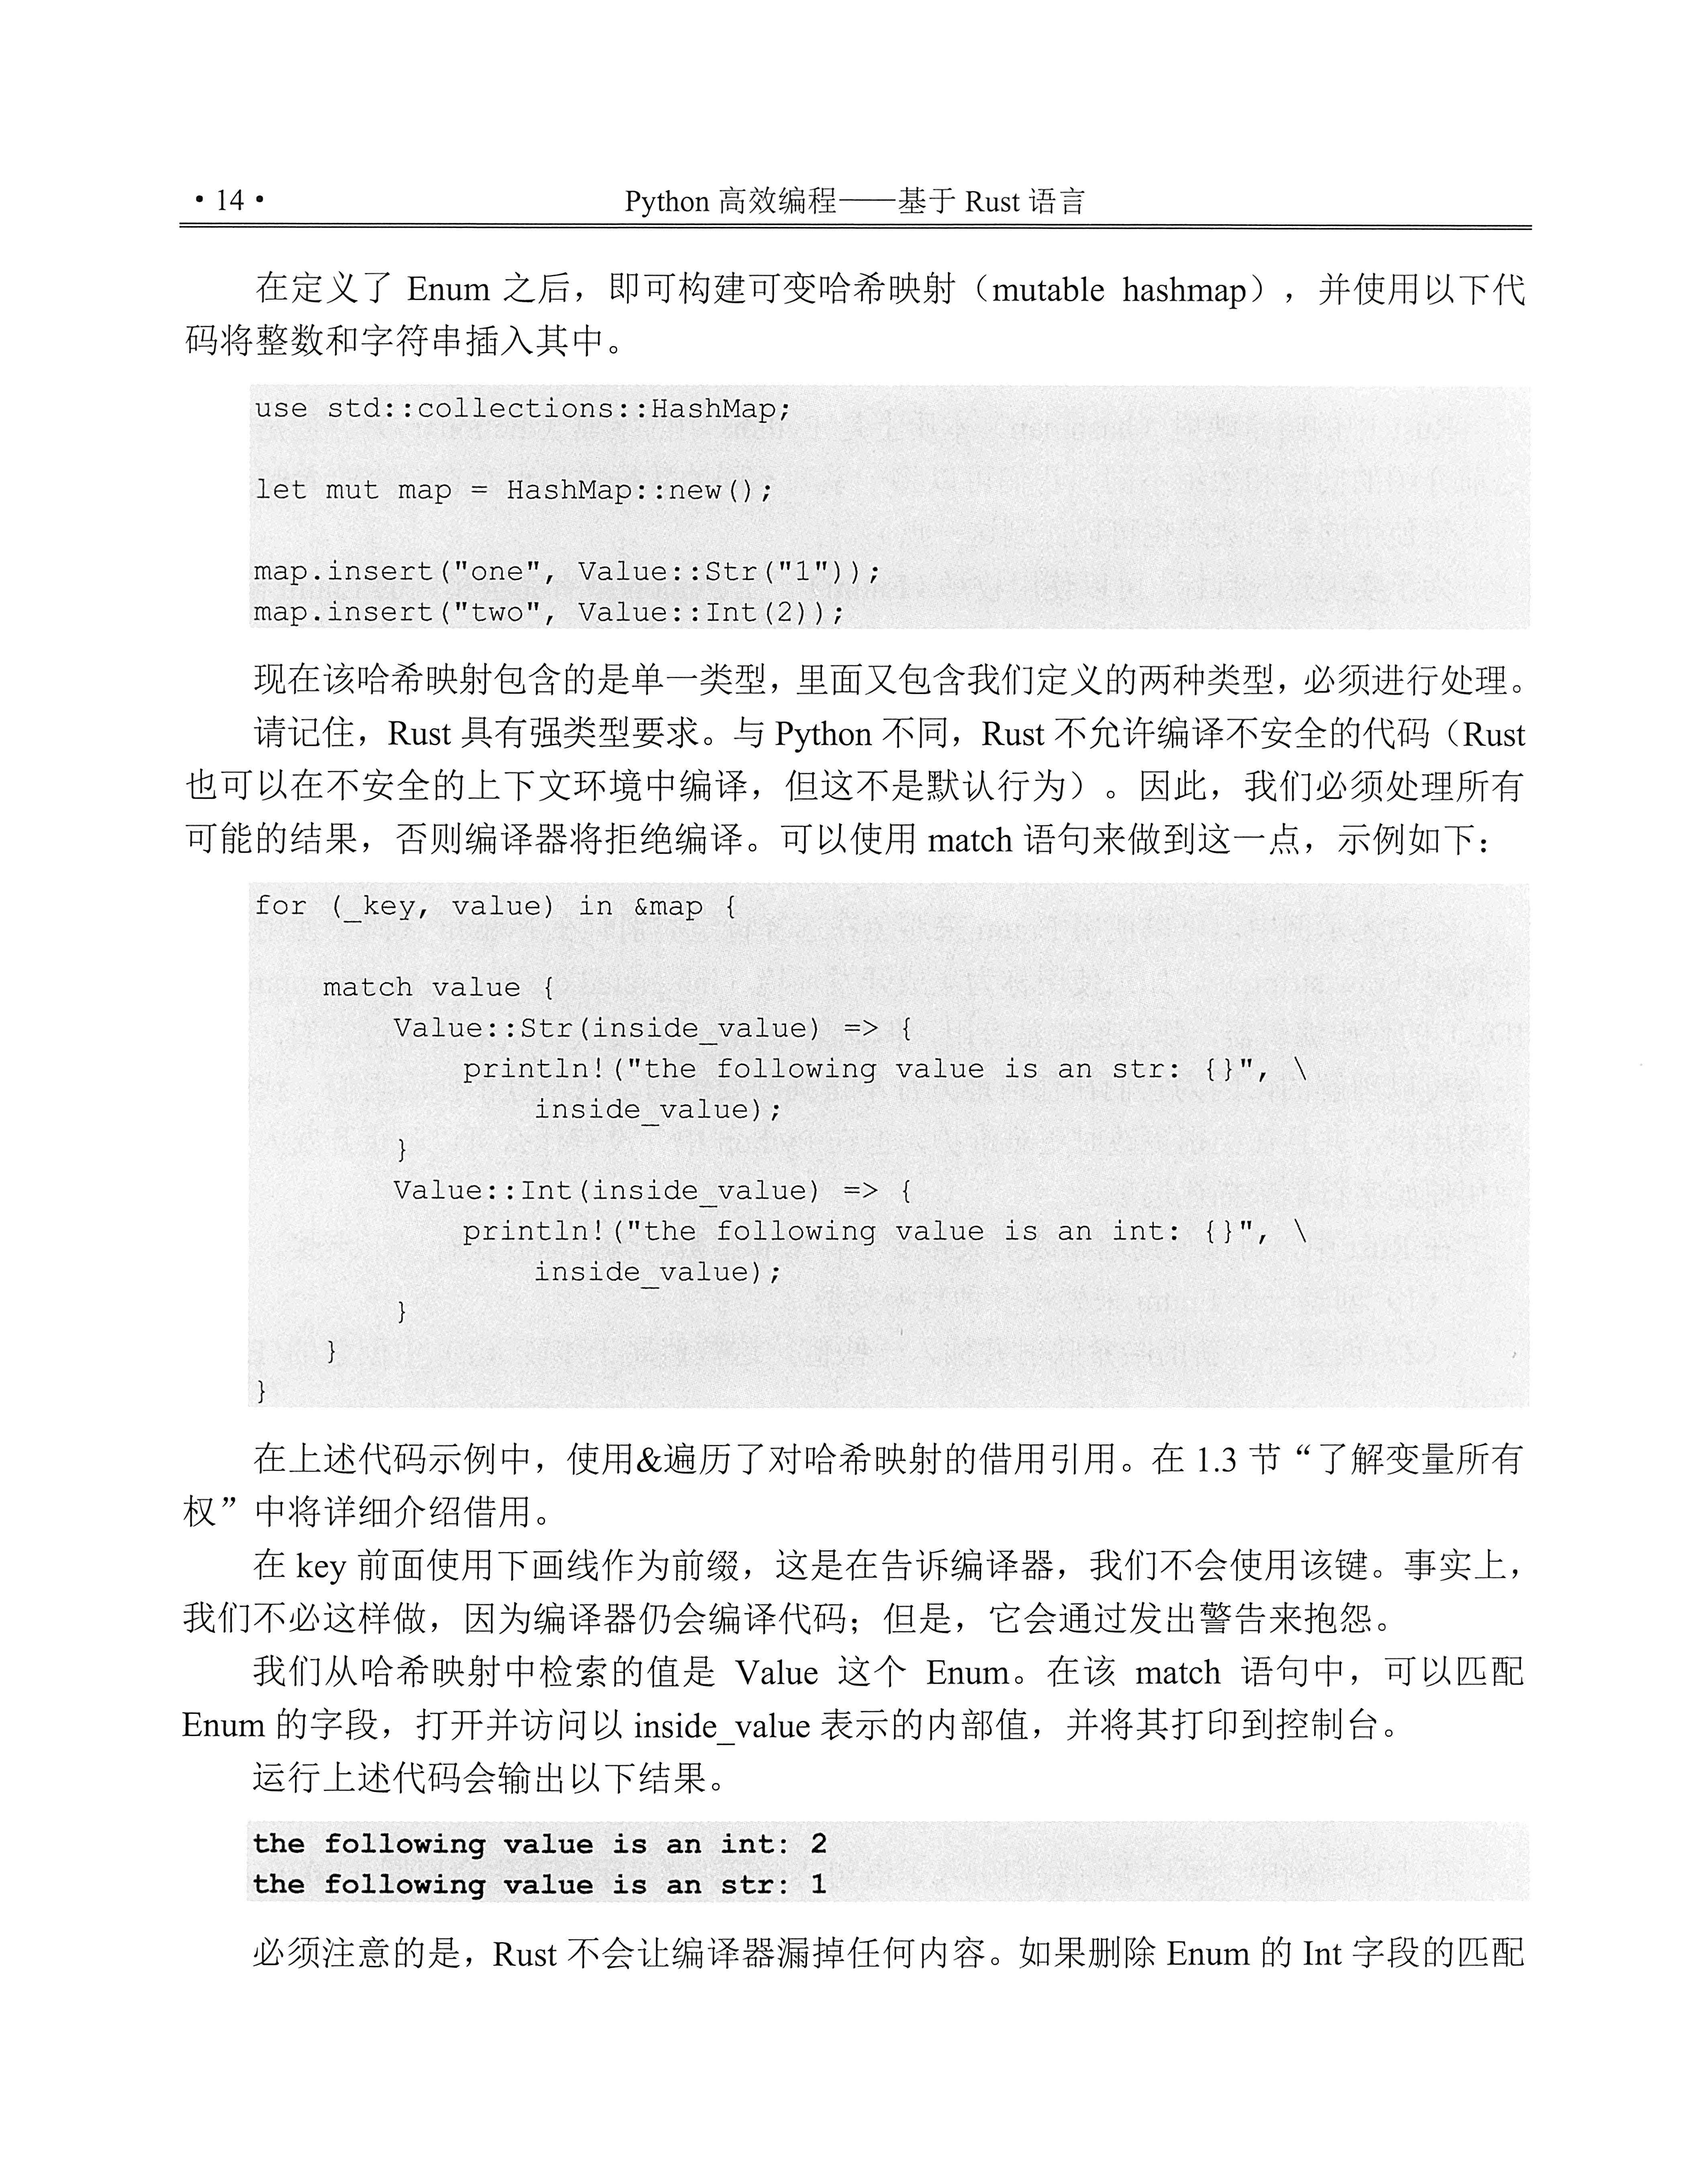 • 14 •
Python 高效编程——基于 Rust 语言
在定义了 Enum 之后，即可构建可变哈希映射（mutable hashmap），并使用以下代
码将整数和字符串插入其中。
use std::collections::HashMap;
let mut map = HashMap::new();
map.insert("one", Value::Str("1"));
map.insert("two", Value::Int(2));
现在该哈希映射包含的是单一类型，里面又包含我们定义的两种类型，必须进行处理。
请记住，Rust 具有强类型要求。与 Python 不同，Rust 不允许编译不安全的代码（Rust
也可以在不安全的上下文环境中编译，但这不是默认行为）。因此，我们必须处理所有
可能的结果，否则编译器将拒绝编译。可以使用 match 语句来做到这一点，示例如下：
for (_key, value) in &map {
    match value {
        Value::Str(inside_value) => {
            println!("the following value is an str: {}", \
                inside_value);
        }
        Value::Int(inside_value) => {
            println!("the following value is an int: {}", \
                inside_value);
        }
    }
}
在上述代码示例中，使用&遍历了对哈希映射的借用引用。在 1.3 节“了解变量所有
权”中将详细介绍借用。
在 key 前面使用下画线作为前缀，这是在告诉编译器，我们不会使用该键。事实上，
我们不必这样做，因为编译器仍会编译代码；但是，它会通过发出警告来抱怨。
我们从哈希映射中检索的值是 Value 这个 Enum。在该 match 语句中，可以匹配
Enum 的字段，打开并访问以 inside_value 表示的内部值，并将其打印到控制台。
运行上述代码会输出以下结果。
the following value is an int: 2
the following value is an str: 1
必须注意的是，Rust 不会让编译器漏掉任何内容。如果删除 Enum 的 Int 字段的匹配